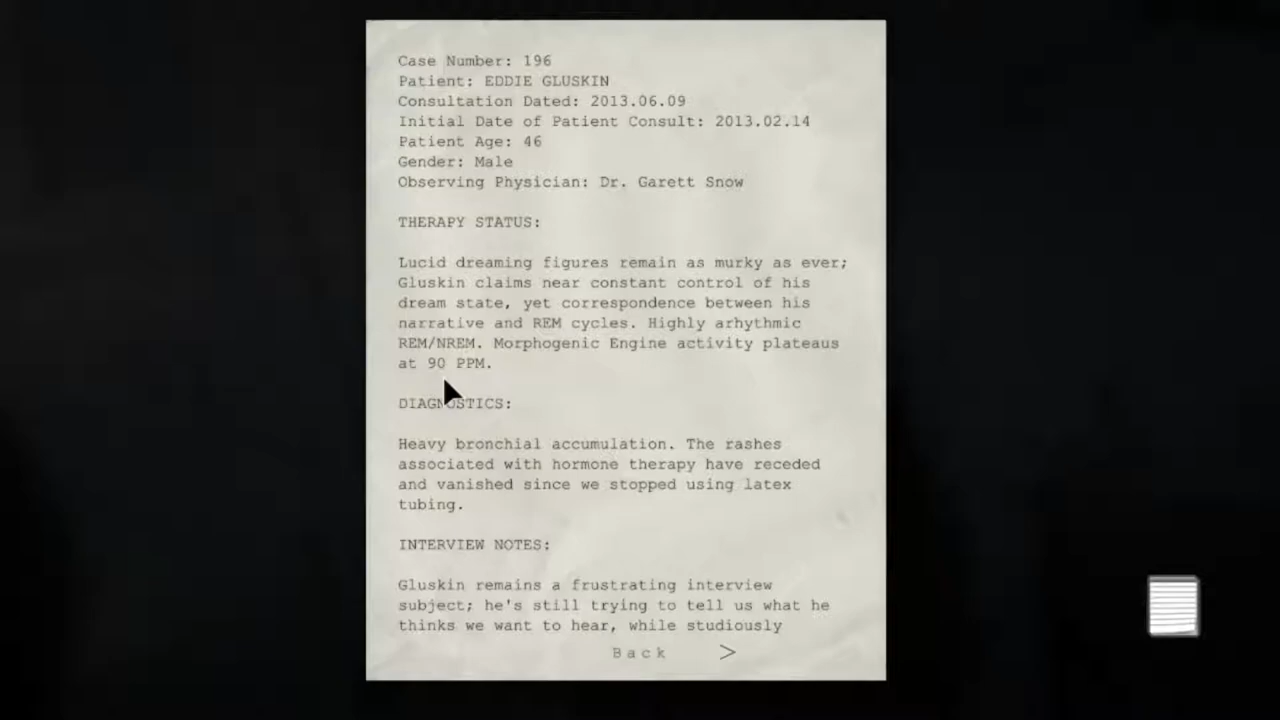 Case Number: 196
Patient: EDDIE GLUSKIN
Consultation Dated: 2013.06.09
Initial Date of Patient Consult: 2013.02.14
Patient Age: 46
Gender: Male
Observing Physician: Dr. Garett Snow
THERAPY STATUS:
Lucid dreaming figures remain as murky as ever;
Gluskin claims near constant control of his
dream state, yet correspondence between his
narrative and REM cycles. Highly arhythmic
REM/NREM. Morphogenic Engine activity plateaus
at 90 PPM.
DIAGNOSTICS:
Heavy bronchial accumulation. The rashes
associated with hormone therapy have receded
and vanished since we stopped using latex
tubing.
INTERVIEW NOTES:
Gluskin remains a frustrating interview
subject; he's still trying to tell us what he
thinks we want to hear, while studiously
Back >